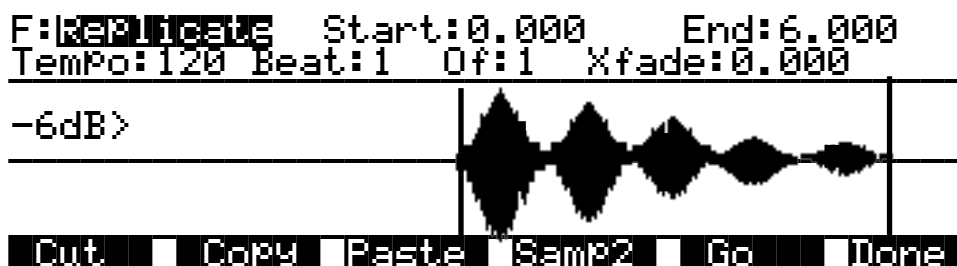 F:Replicate Start:0.000 End:6.000
Tempo:120 Beat:1 Of:1 Xfade:0.000
-6dB>
Cut Copy Paste Samp2 Go Done